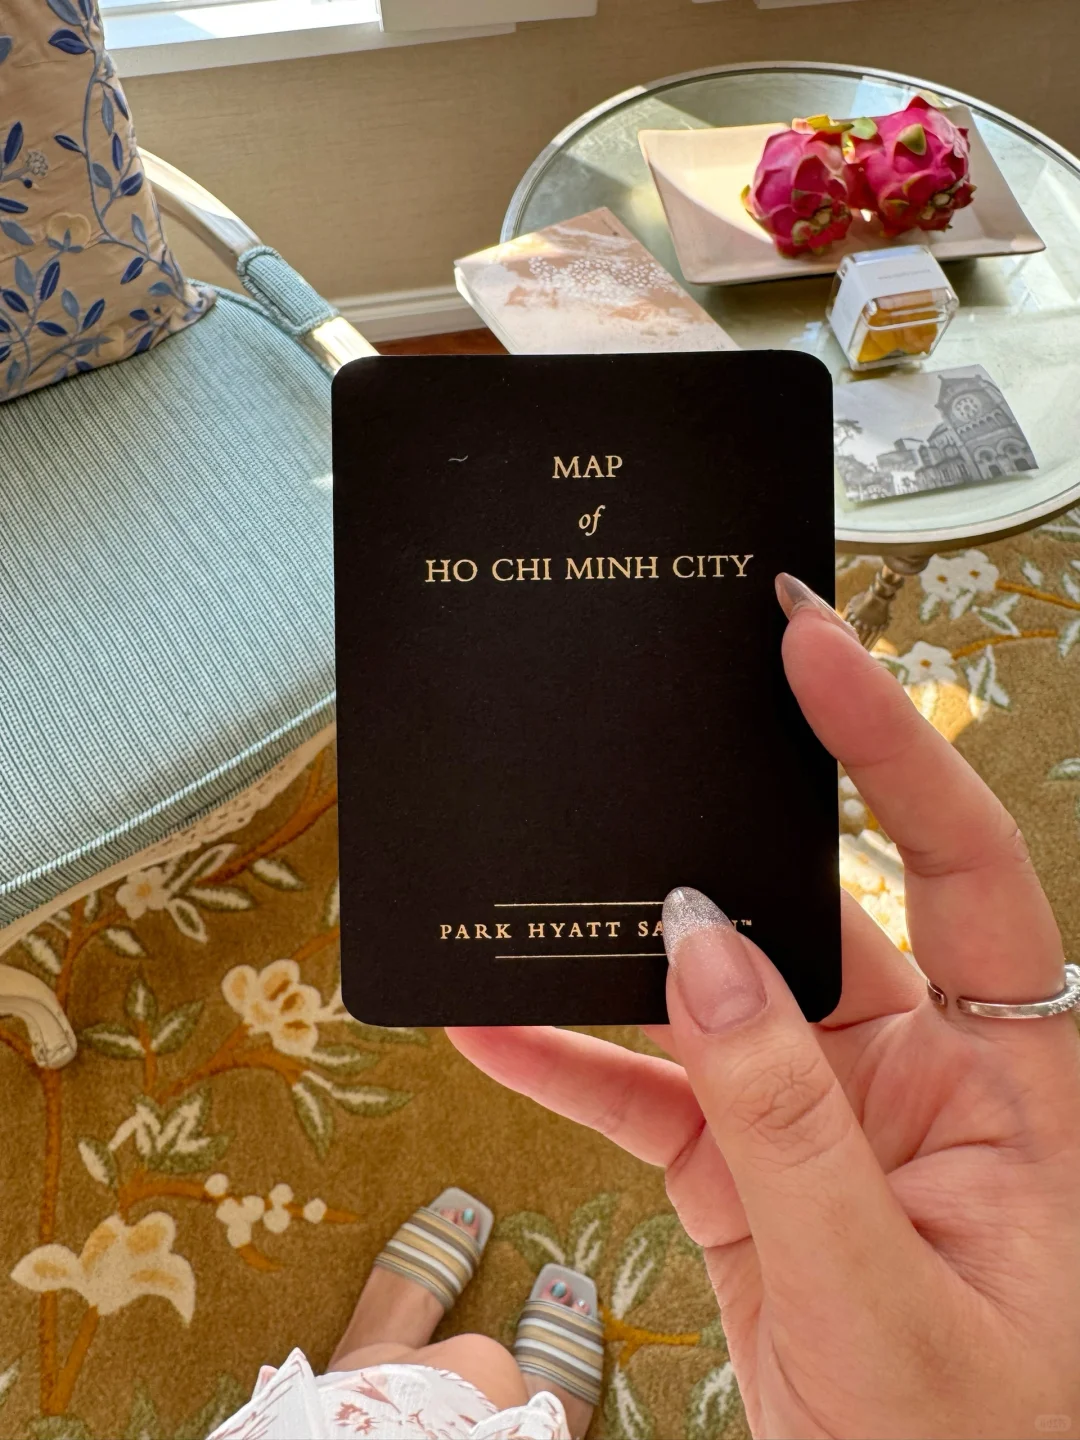 MAP
of
HO CHI MINH CITY
PARK HYATT